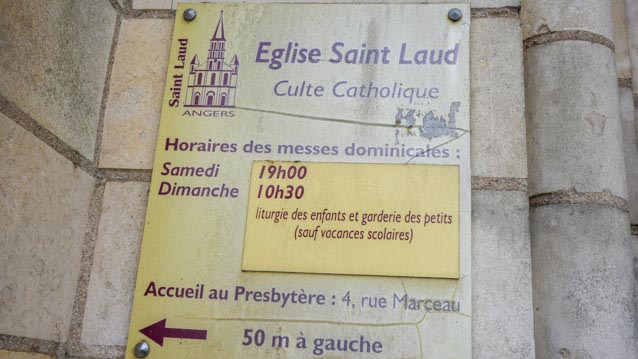 Saint Laud
ANGERS
Eglise Saint Laud
Culte Catholique
Horaires des messes dominicales :
Samedi 19h00
Dimanche 10h30
liturgie des enfants et garderie des petits
(sauf vacances scolaires)
Accueil au Presbytère : 4, rue Marceau
50 m à gauche